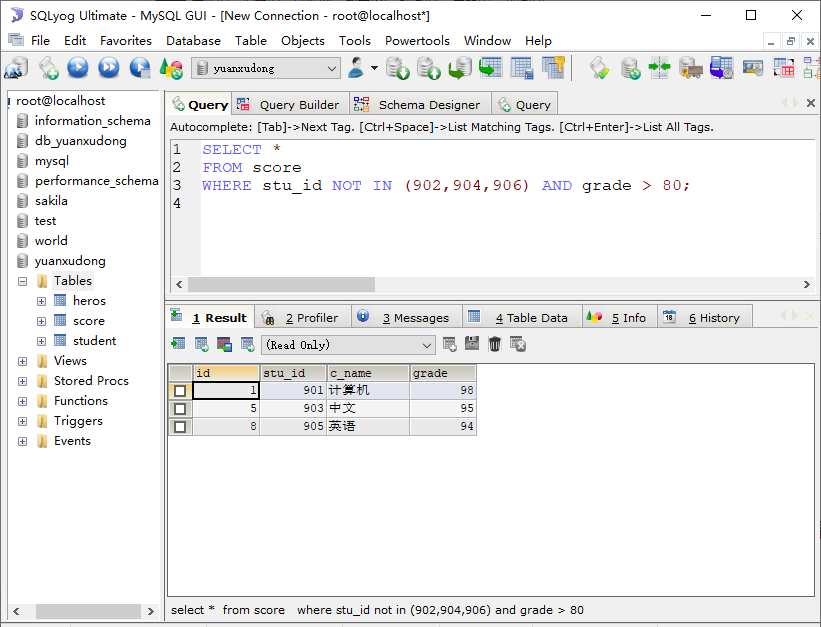 SQLyog Ultimate - MySQL GUI - [New Connection - root@localhost*]
File Edit Favorites Database Table Objects Tools Powertools Window Help
yuanxudong
root@localhost
information_schema
db_yuanxudong
mysql
performance_schema
sakila
test
world
yuanxudong
Tables
heros
score
student
Views
Stored Procs
Functions
Triggers
Events
Query Query Builder Schema Designer Query
Autocomplete: [Tab]->Next Tag. [Ctrl+Space]->List Matching Tags. [Ctrl+Enter]->List All Tags.
1 SELECT *
2 FROM score
3 WHERE stu_id NOT IN (902,904,906) AND grade > 80;
4
1 Result 2 Profiler 3 Messages 4 Table Data 5 Info 18 6 History
(Read Only)
id stu_id c_name grade
1 901 计算机 98
5 903 中文 95
8 905 英语 94
select * from score where stu_id not in (902,904,906) and grade > 80